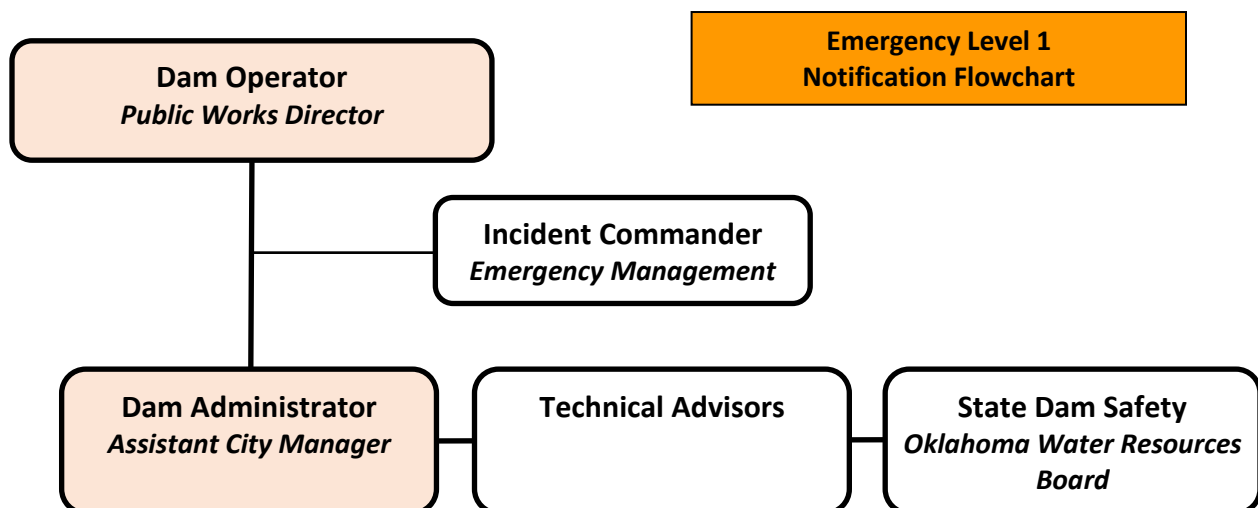 Emergency Level 1
Notification Flowchart
Dam Operator
Public Works Director
Incident Commander
Emergency Management
Dam Administrator
Assistant City Manager
Technical Advisors
State Dam Safety
Oklahoma Water Resources
Board